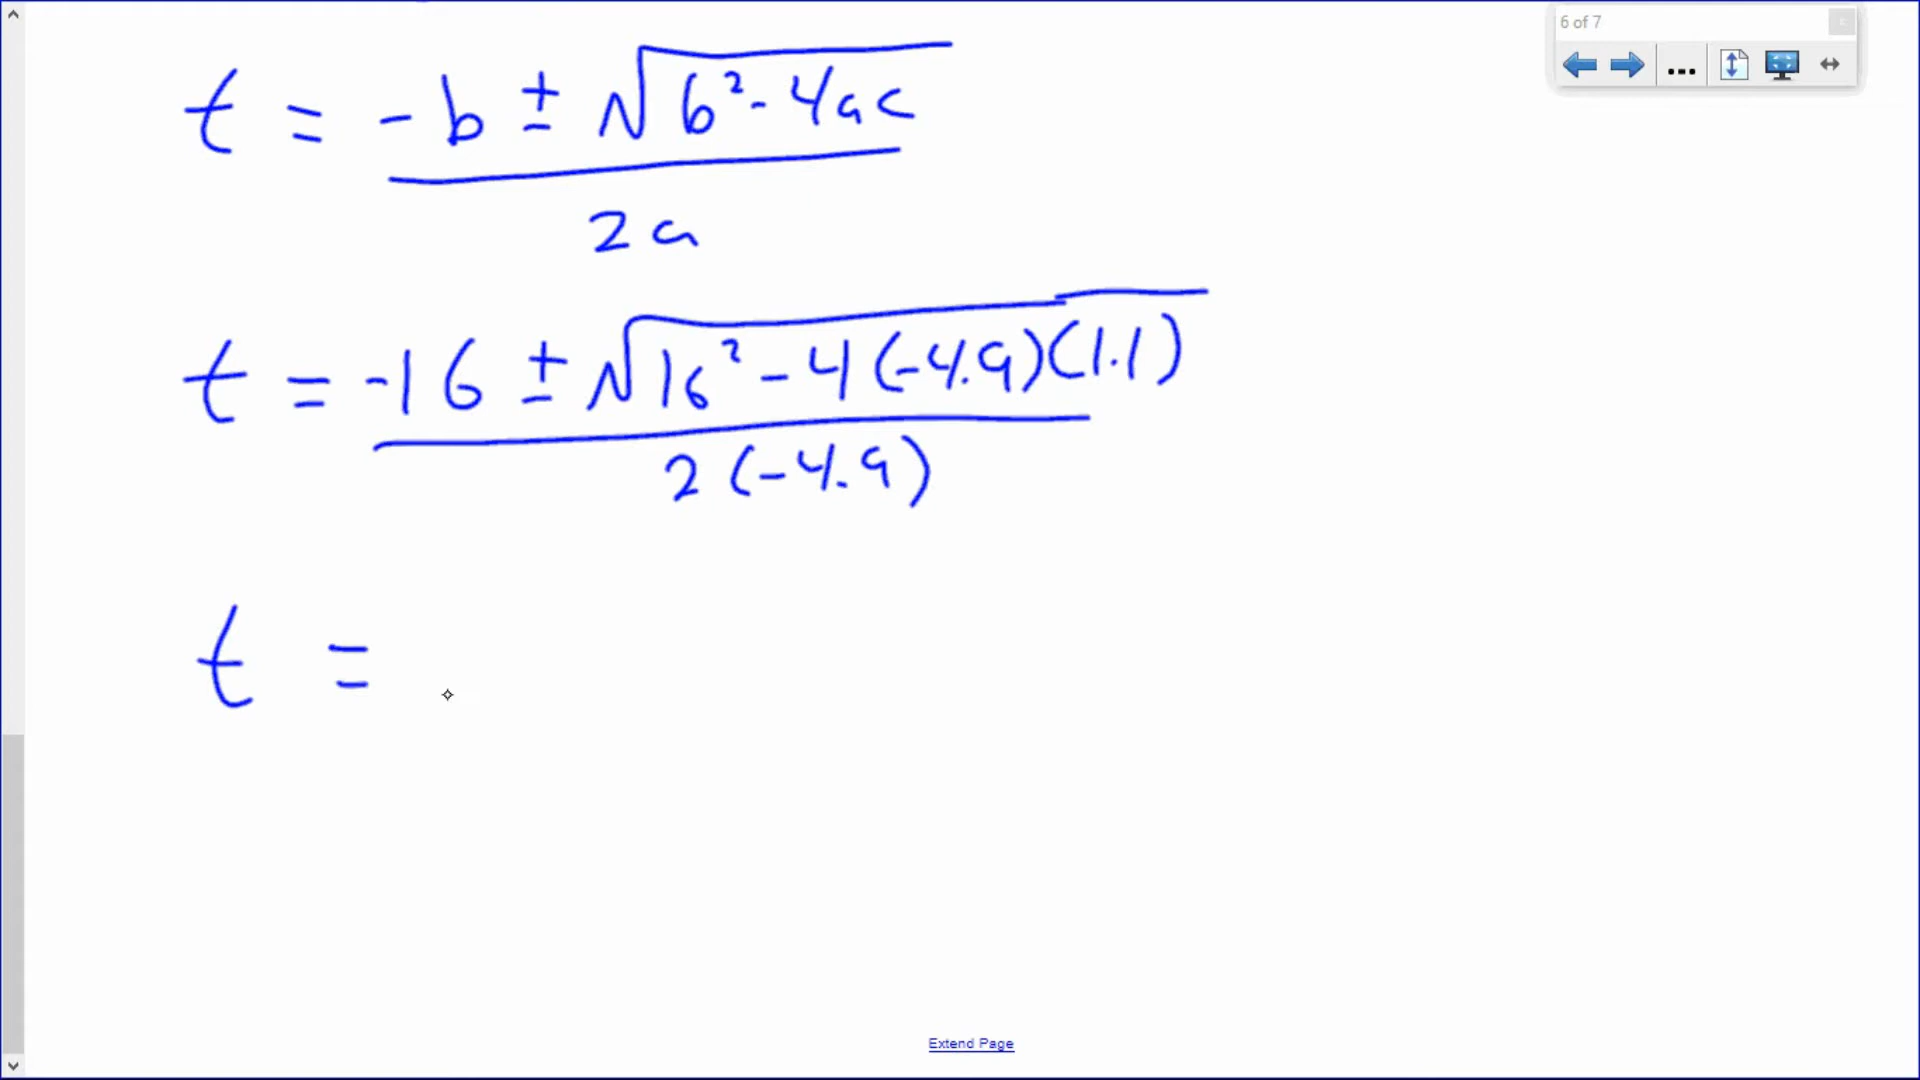 6 of 7
t = -b ± √b² - 4ac
2a
t = -16 ± √16² - 4(-4.9)(1.1)
2(-4.9)
t =
Extend Page